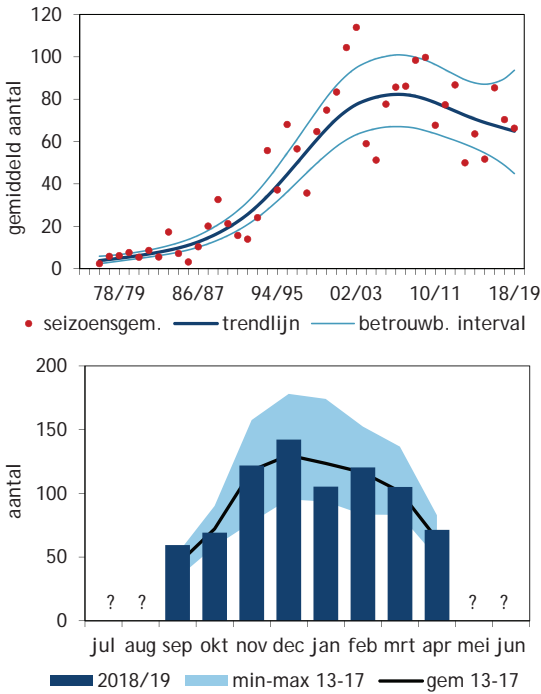 120
100
80
60
40
20
0
gemiddeld aantal
78/79 86/87 94/95 02/03 10/11 18/19
seizoensgem. trendlijn betrouwb. interval
200
150
100
50
0
aantal
? ? ? ?
jul aug sep okt nov dec jan feb mrt apr mei jun
2018/19 min-max 13-17 gem 13-17